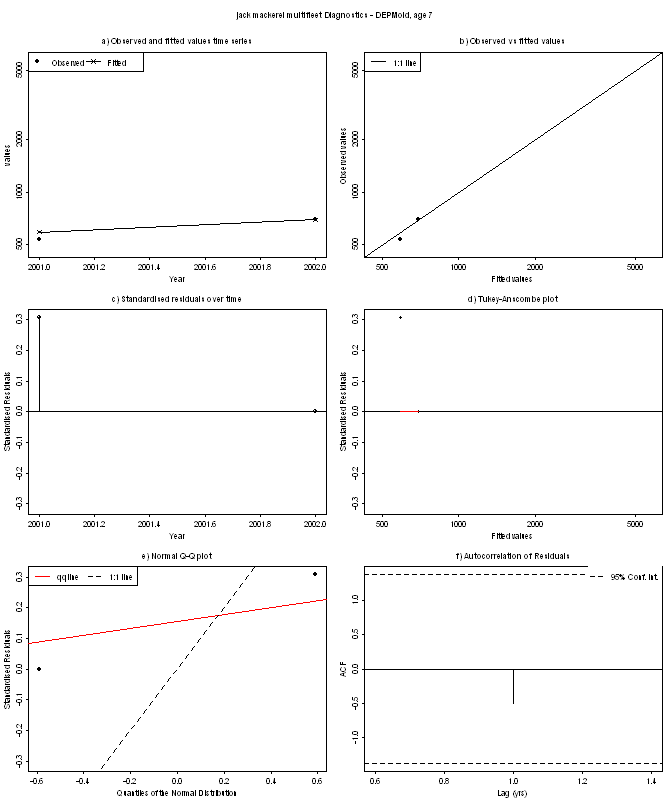 jack mackerel multifleet Diagnostics - DEPMold, age 7
a) Observed and fitted values time series
Observed Fitted
values
5000
2000
1000
500
2001.0 2001.2 2001.4 2001.6 2001.8 2002.0
Year
b) Observed vs fitted values
1:1 line
Observed values
5000
2000
1000
500
500 1000 2000 5000
Fitted values
c) Standardised residuals over time
Standardised Residuals
0.3
0.2
0.1
0.0
-0.1
-0.2
-0.3
2001.0 2001.2 2001.4 2001.6 2001.8 2002.0
Year
d) Tukey-Anscombe plot
Standardised Residuals
0.3
0.2
0.1
0.0
-0.1
-0.2
-0.3
500 1000 2000 5000
Fitted values
e) Normal Q-Q plot
qq line 1:1 line
Standardised Residuals
0.3
0.2
0.1
0.0
-0.1
-0.2
-0.3
-0.6 -0.4 -0.2 0.0 0.2 0.4 0.6
Quantiles of the Normal Distribution
f) Autocorrelation of Residuals
95% Conf. Int.
ACF
1.0
0.5
0.0
-0.5
-1.0
0.6 0.8 1.0 1.2 1.4
Lag (yrs)